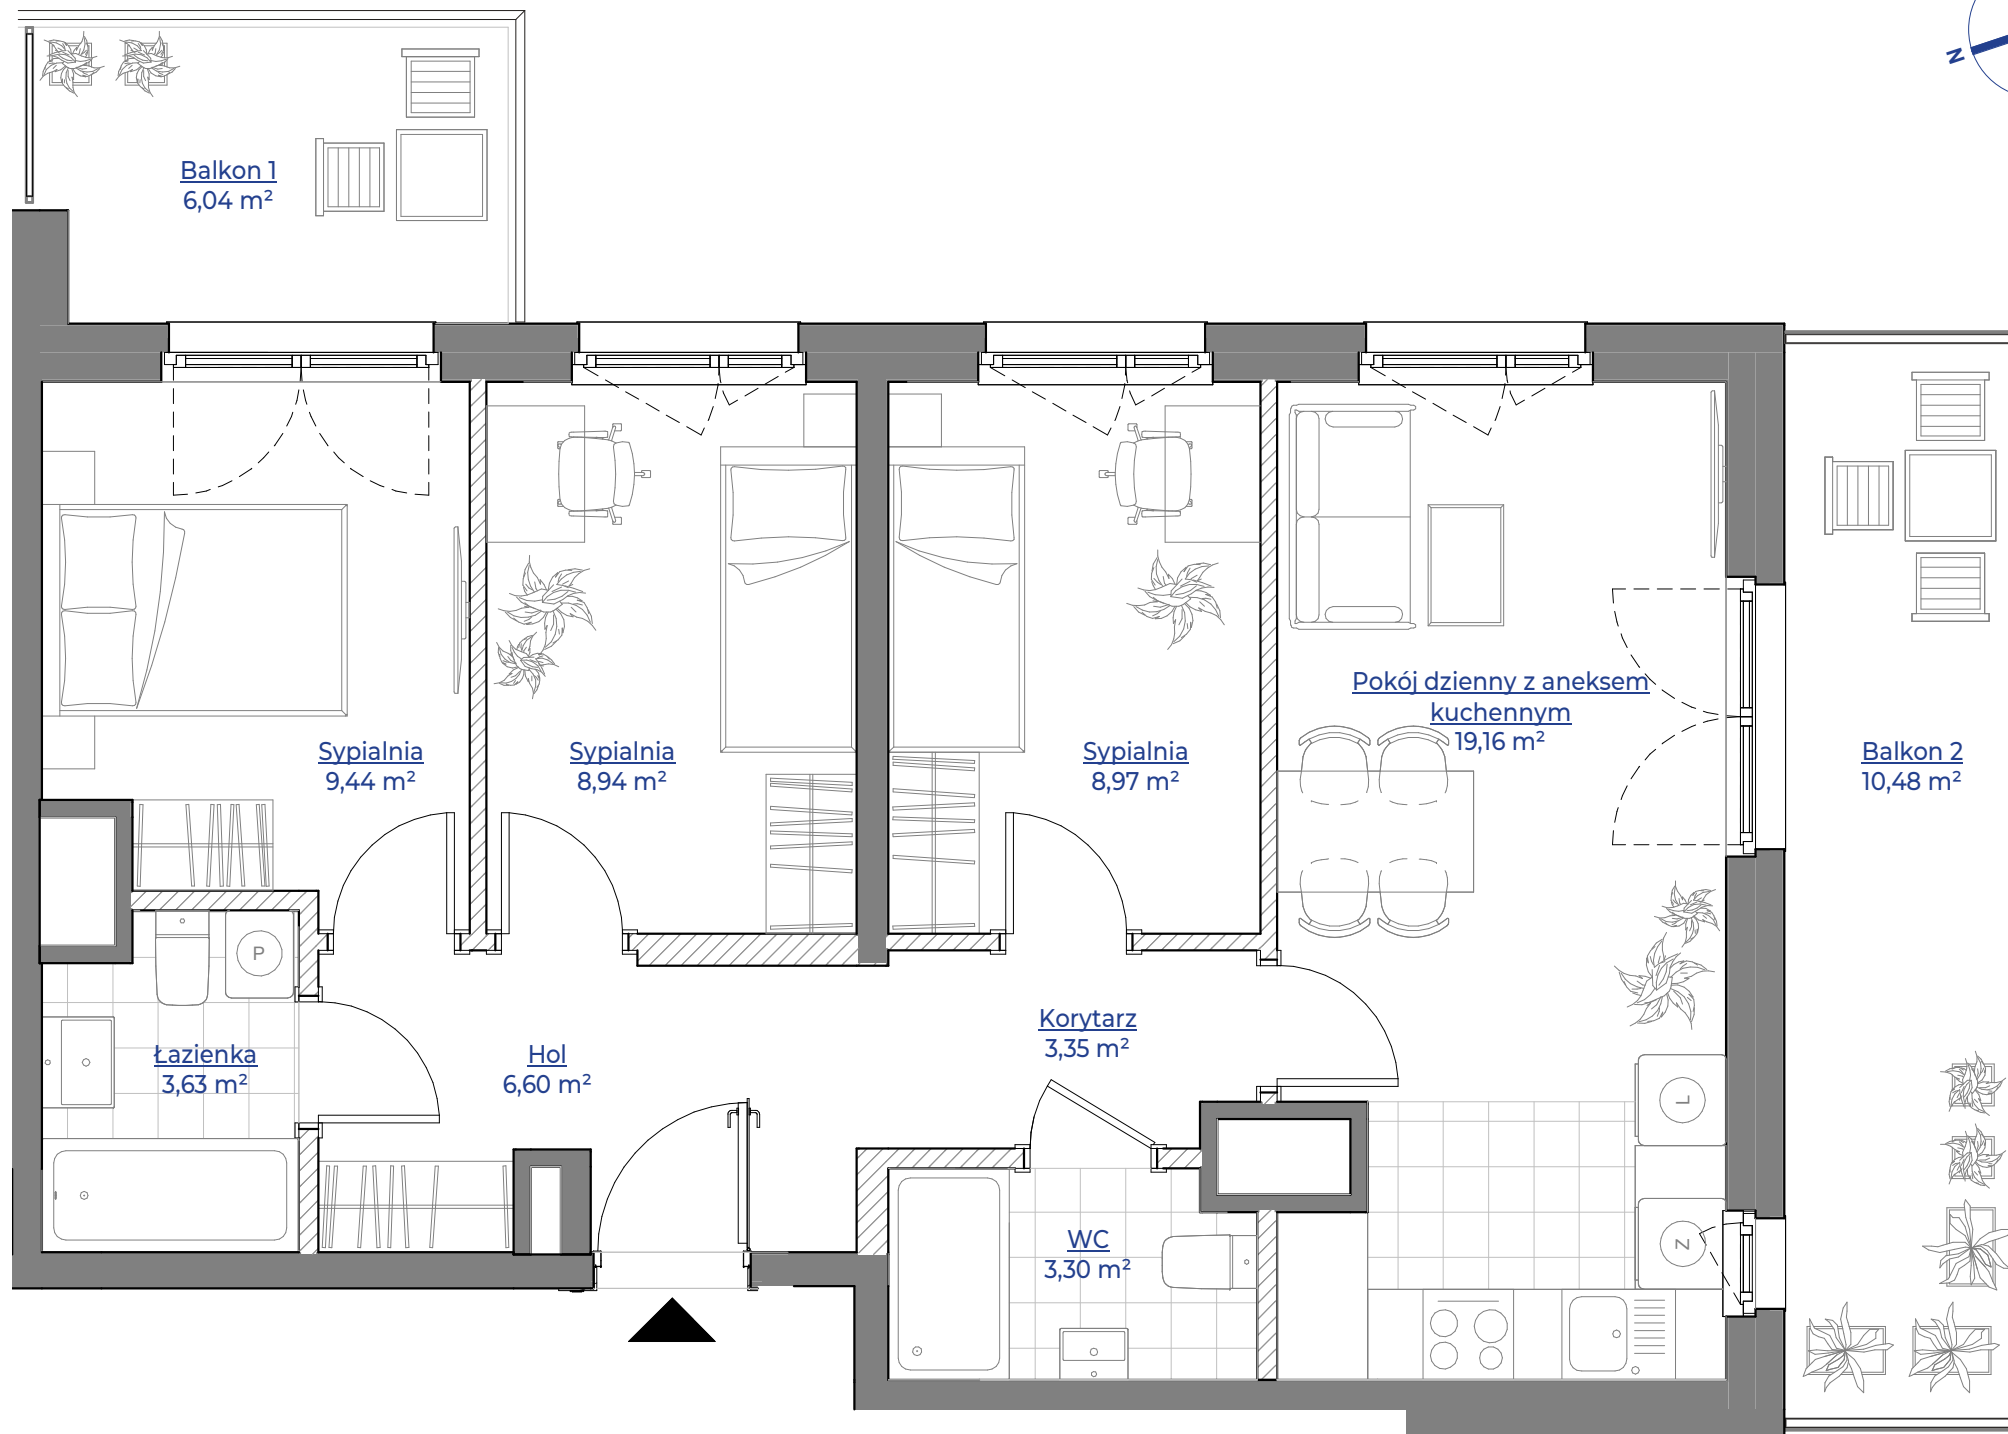 N
Balkon 1
6,04 m²
Sypialnia
9,44 m²
Sypialnia
8,94 m²
Sypialnia
8,97 m²
Pokój dzienny z aneksem
kuchennym
19,16 m²
Balkon 2
10,48 m²
P
Łazienka
3,63 m²
Hol
6,60 m²
Korytarz
3,35 m²
L
WC
3,30 m²
Z